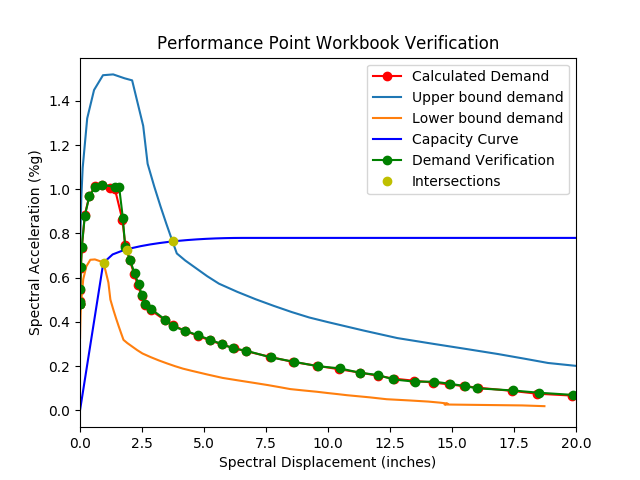 Performance Point Workbook Verification
Calculated Demand
Upper bound demand
Lower bound demand
Capacity Curve
Demand Verification
Intersections
Spectral Acceleration (%g)
1.4
1.2
1.0
0.8
0.6
0.4
0.2
0.0
0.0 2.5 5.0 7.5 10.0 12.5 15.0 17.5 20.0
Spectral Displacement (inches)